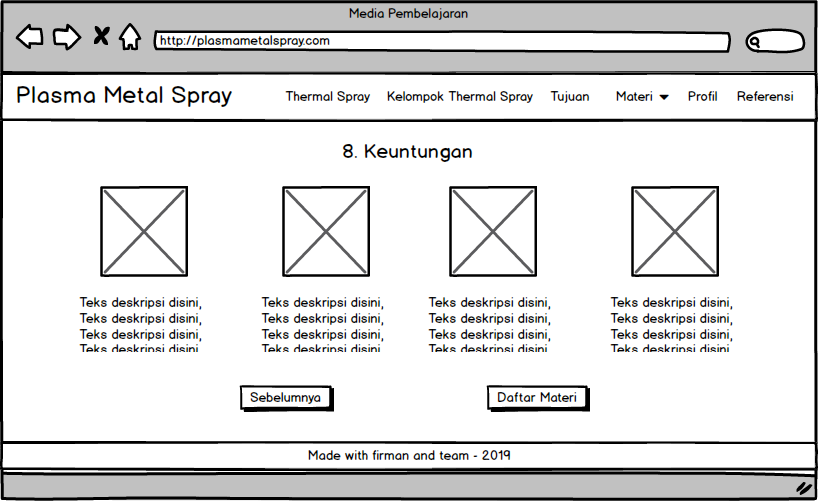 Media Pembelajaran
http://plasmametalspray.com
Plasma Metal Spray Thermal Spray Kelompok Thermal Spray Tujuan Materi Profil Referensi
8. Keuntungan
Teks deskripsi disini, Teks deskripsi disini, Teks deskripsi disini, Teks deskripsi disini,
Teks deskripsi disini, Teks deskripsi disini, Teks deskripsi disini, Teks deskripsi disini,
Teks deskripsi disini, Teks deskripsi disini, Teks deskripsi disini, Teks deskripsi disini,
Teks deskripsi disini, Teks deskripsi disini, Teks deskripsi disini, Teks deskripsi disini,
Sebelumnya Daftar Materi
Made with firman and team - 2019